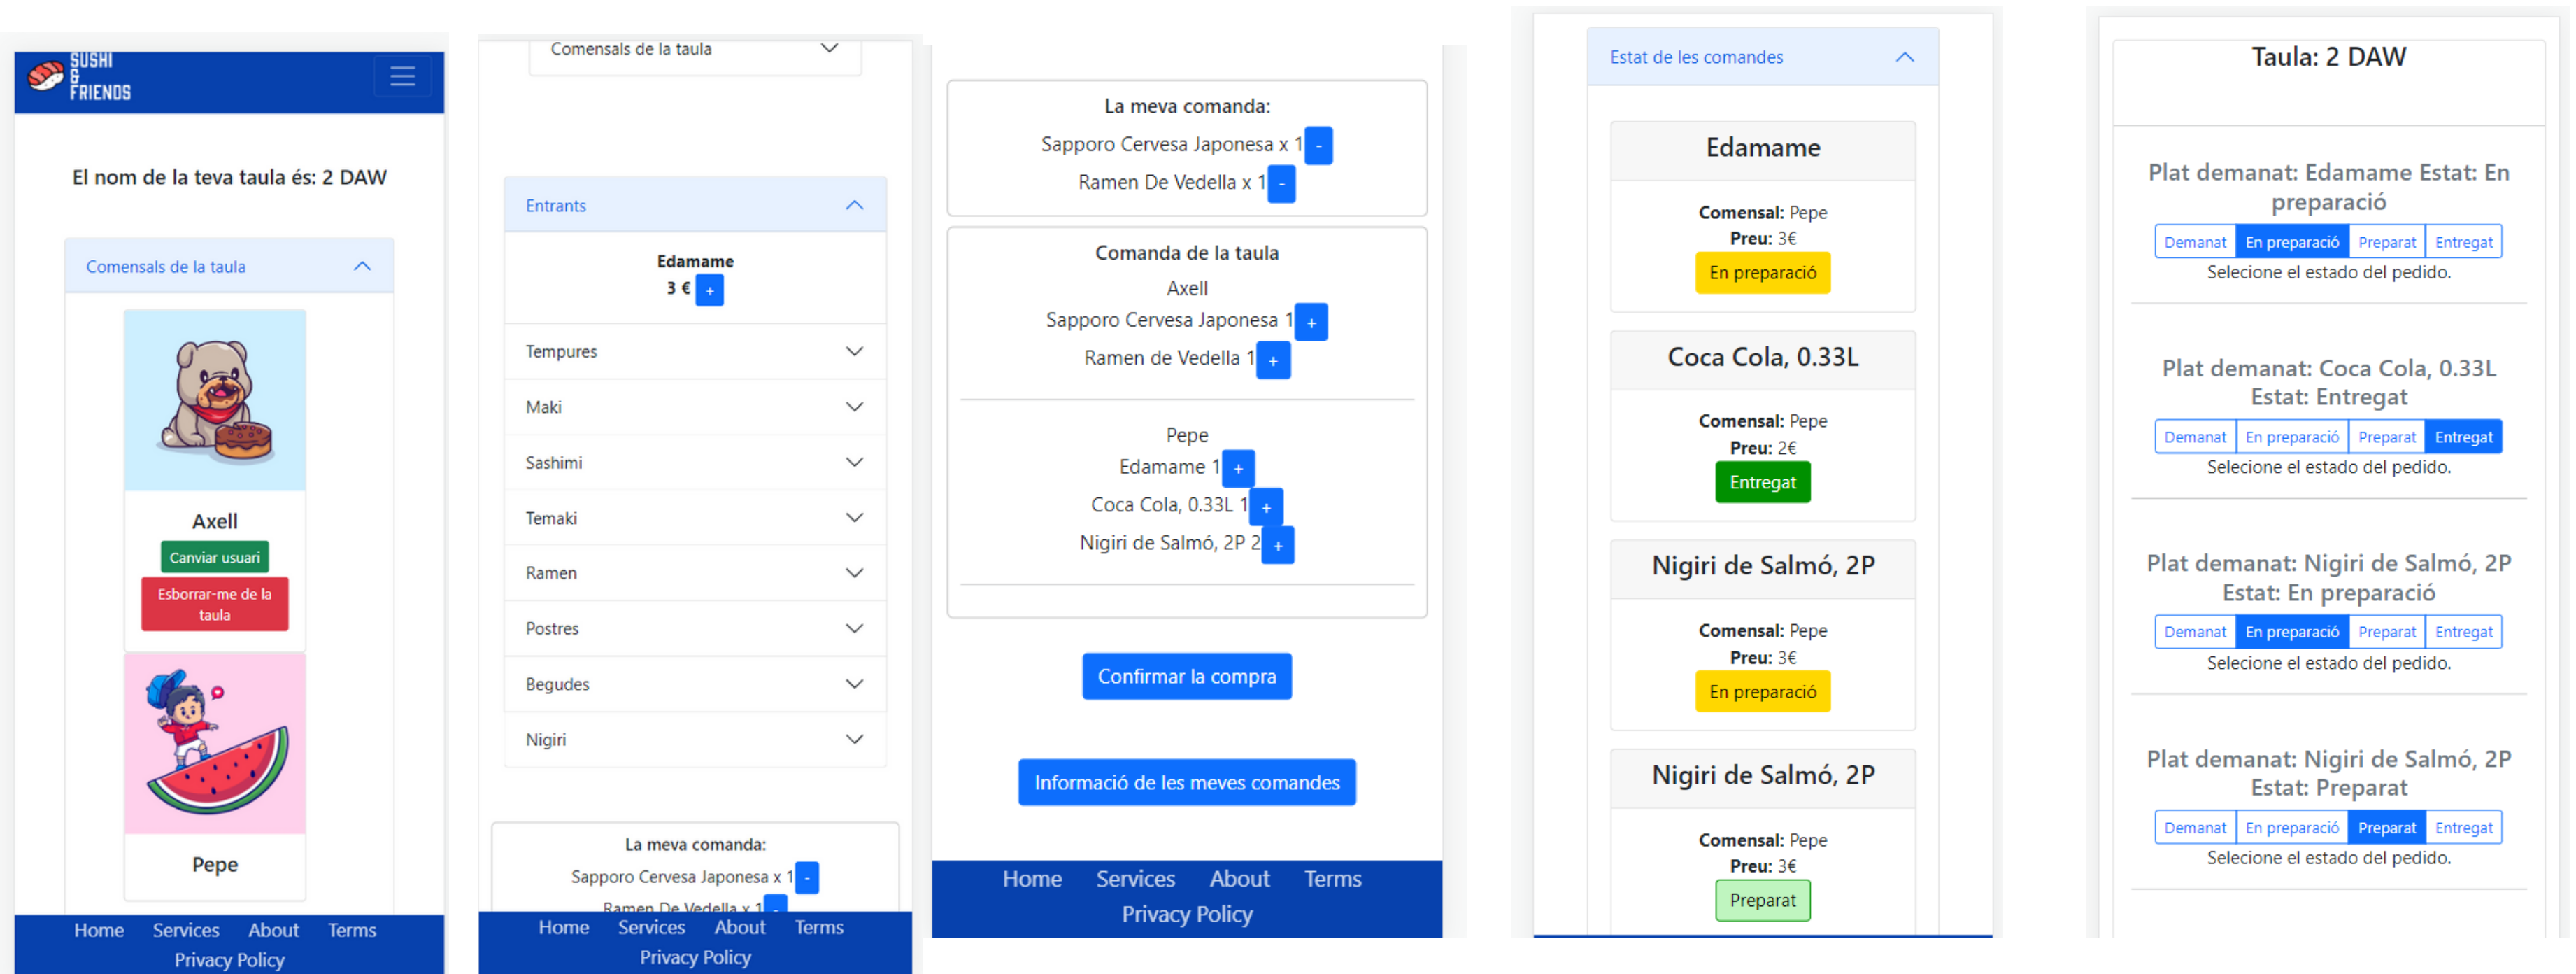 SUSHI
&
FRIENDS
El nom de la teva taula és: 2 DAW
Comensals de la taula
Axell
Canviar usuari
Esborrar-me de la
taula
Pepe
Home Services About Terms
Privacy Policy
Comensals de la taula
Entrants
Edamame
3 € +
Tempures
Maki
Sashimi
Temaki
Ramen
Postres
Begudes
Nigiri
La meva comanda:
Sapporo Cervesa Japonesa x 1 -
Ramen De Vedella x 1 -
Home Services About Terms
Privacy Policy
La meva comanda:
Sapporo Cervesa Japonesa x 1 -
Ramen De Vedella x 1 -
Comanda de la taula
Axell
Sapporo Cervesa Japonesa 1 +
Ramen de Vedella 1 +
Pepe
Edamame 1 +
Coca Cola, 0.33L 1 +
Nigiri de Salmó, 2P 2 +
Confirmar la compra
Informació de les meves comandes
Home Services About Terms
Privacy Policy
Estat de les comandes
Edamame
Comensal: Pepe
Preu: 3€
En preparació
Coca Cola, 0.33L
Comensal: Pepe
Preu: 2€
Entregat
Nigiri de Salmó, 2P
Comensal: Pepe
Preu: 3€
En preparació
Nigiri de Salmó, 2P
Comensal: Pepe
Preu: 3€
Preparat
Taula: 2 DAW
Plat demanat: Edamame Estat: En
preparació
Demanat En preparació Preparat Entregat
Selecione el estado del pedido.
Plat demanat: Coca Cola, 0.33L
Estat: Entregat
Demanat En preparació Preparat Entregat
Selecione el estado del pedido.
Plat demanat: Nigiri de Salmó, 2P
Estat: En preparació
Demanat En preparació Preparat Entregat
Selecione el estado del pedido.
Plat demanat: Nigiri de Salmó, 2P
Estat: Preparat
Demanat En preparació Preparat Entregat
Selecione el estado del pedido.